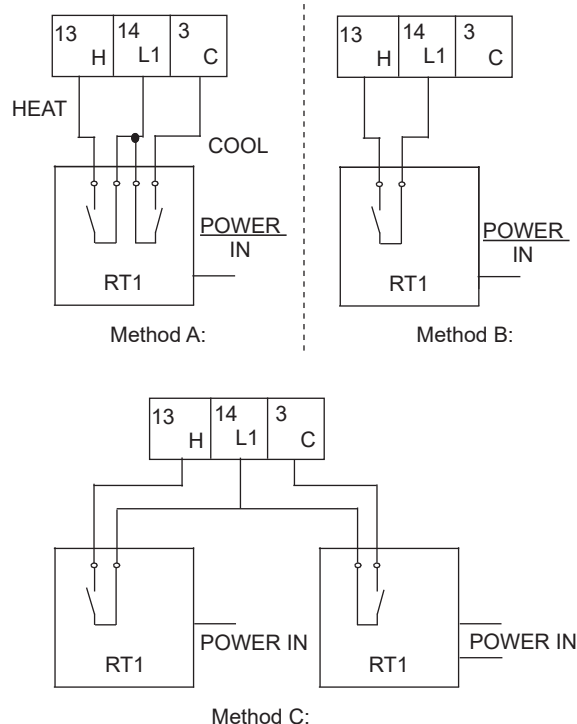 13 14 3
H L1 C
HEAT
COOL
POWER
IN
RT1
Method A:
13 14 3
H L1 C
POWER
IN
RT1
Method B:
13 14 3
H L1 C
POWER IN
RT1
POWER IN
RT1
Method C: